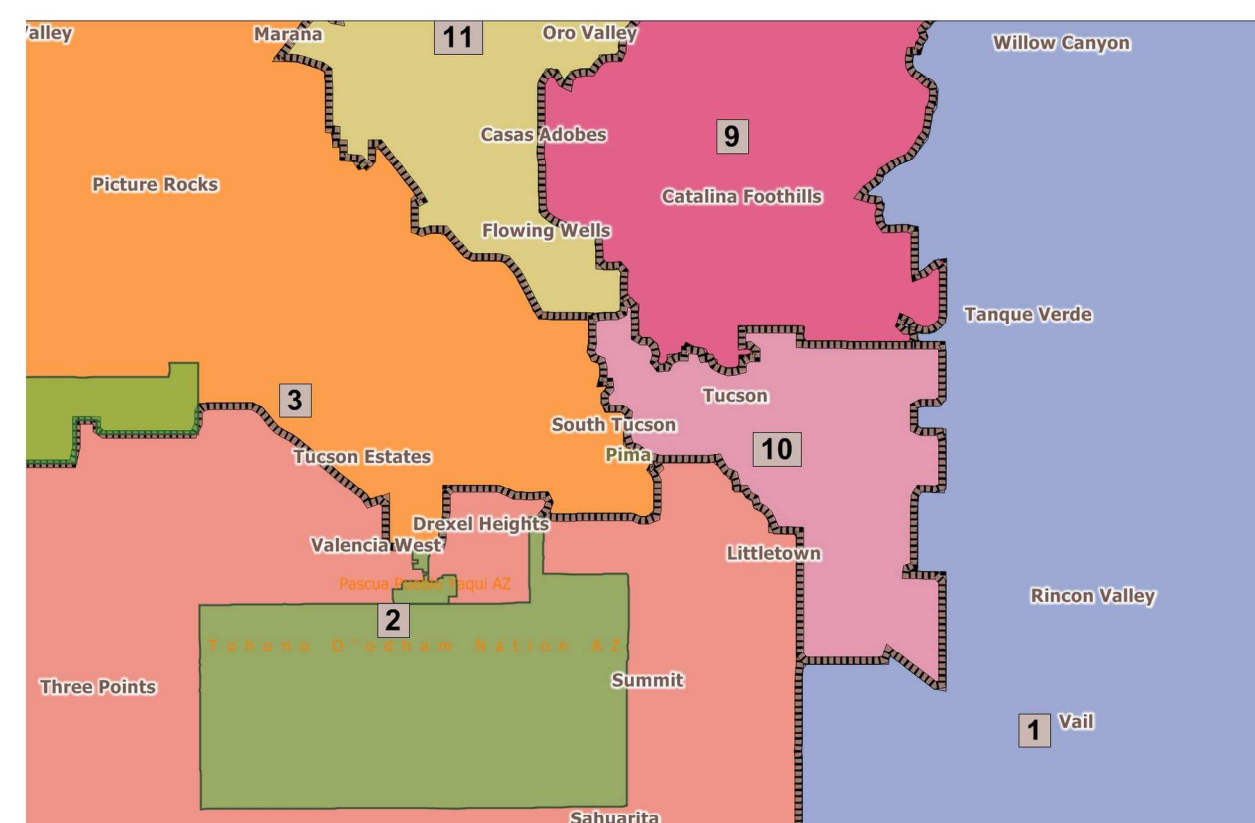 alley
Marana
11
Oro Valley
Willow Canyon
Casas Adobes
9
Picture Rocks
Catalina Foothills
Flowing Wells
Tanque Verde
3
Tucson
South Tucson
Tucson Estates
Pima
10
Drexel Heights
Valencia West
Littletown
Pascua Pueblo Yaqui AZ
Rincon Valley
2
Tohono O'odham Nation AZ
Three Points
Summit
1
Vail
Sahuarita